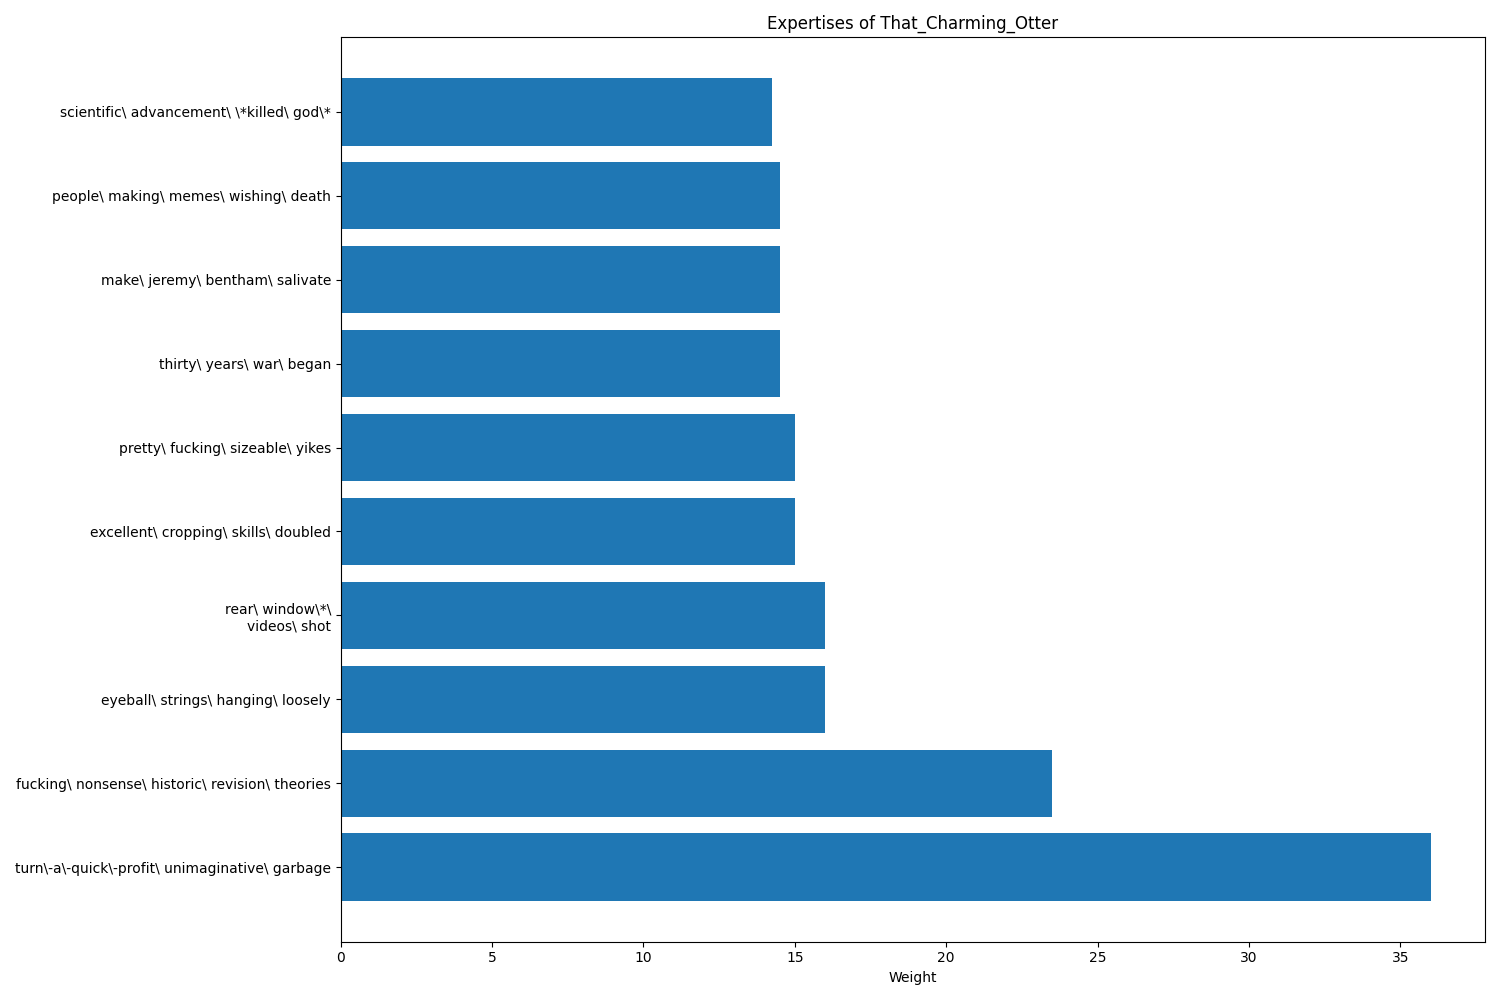 Expertises of That_Charming_Otter
scientific\ advancement\ \*killed\ god\*
people\ making\ memes\ wishing\ death
make\ jeremy\ bentham\ salivate
thirty\ years\ war\ began
pretty\ fucking\ sizeable\ yikes
excellent\ cropping\ skills\ doubled
rear\ window\*\
videos\ shot
eyeball\ strings\ hanging\ loosely
fucking\ nonsense\ historic\ revision\ theories
turn\-a\-quick\-profit\ unimaginative\ garbage
0 5 10 15 20 25 30 35
Weight